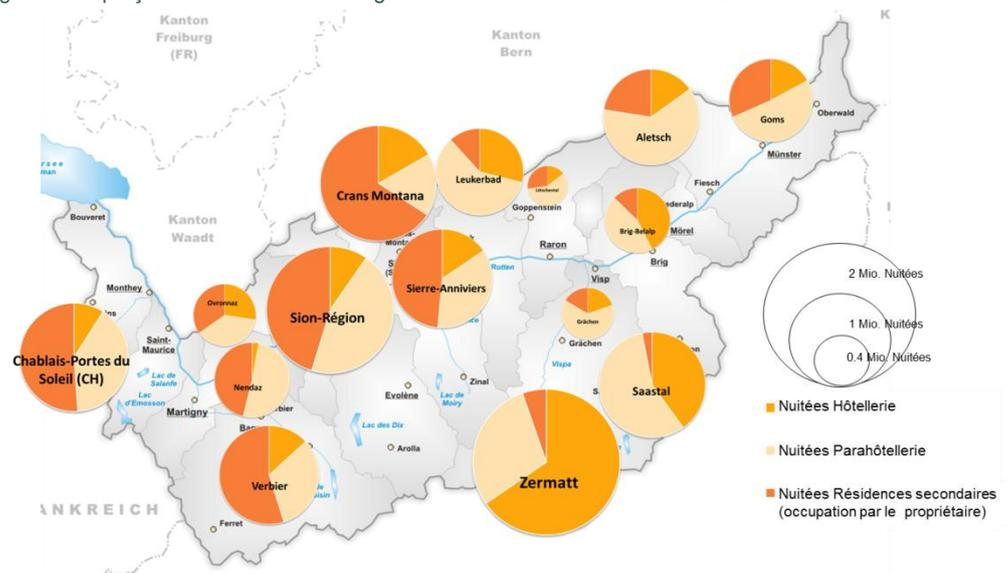 Kanton
Freiburg
(FR)
Kanton
Bern
K
Aletsch
Goms
Oberwald
Münster
Leukerbad
Lötschental
Crans Montana
Goppenstein
Fiesch
Bouveret
Kanton
Waadt
Brig-Belalp
Mörel
Raron
Brig
Rotten
Visp
Monthey
Sierre-Anniviers
2 Mio. Nuitées
Ovronnaz
Sion-Région
Grächen
1 Mio. Nuitées
Saint-
Maurice
Grächen
0.4 Mio. Nuitées
Chablais-Portes du
Soleil (CH)
Vispa
Lac de
Salanfe
Nendaz
Zinal
Evolène
Lac de
Moiry
Saastal
Lac
d'Emosson
Martigny
Nuitées Hôtellerie
Lac des Dix
Arolla
Nuitées Parahôtellerie
Verbier
Zermatt
Nuitées Résidences secondaires
(occupation par le propriétaire)
ANKREICH
Ferret